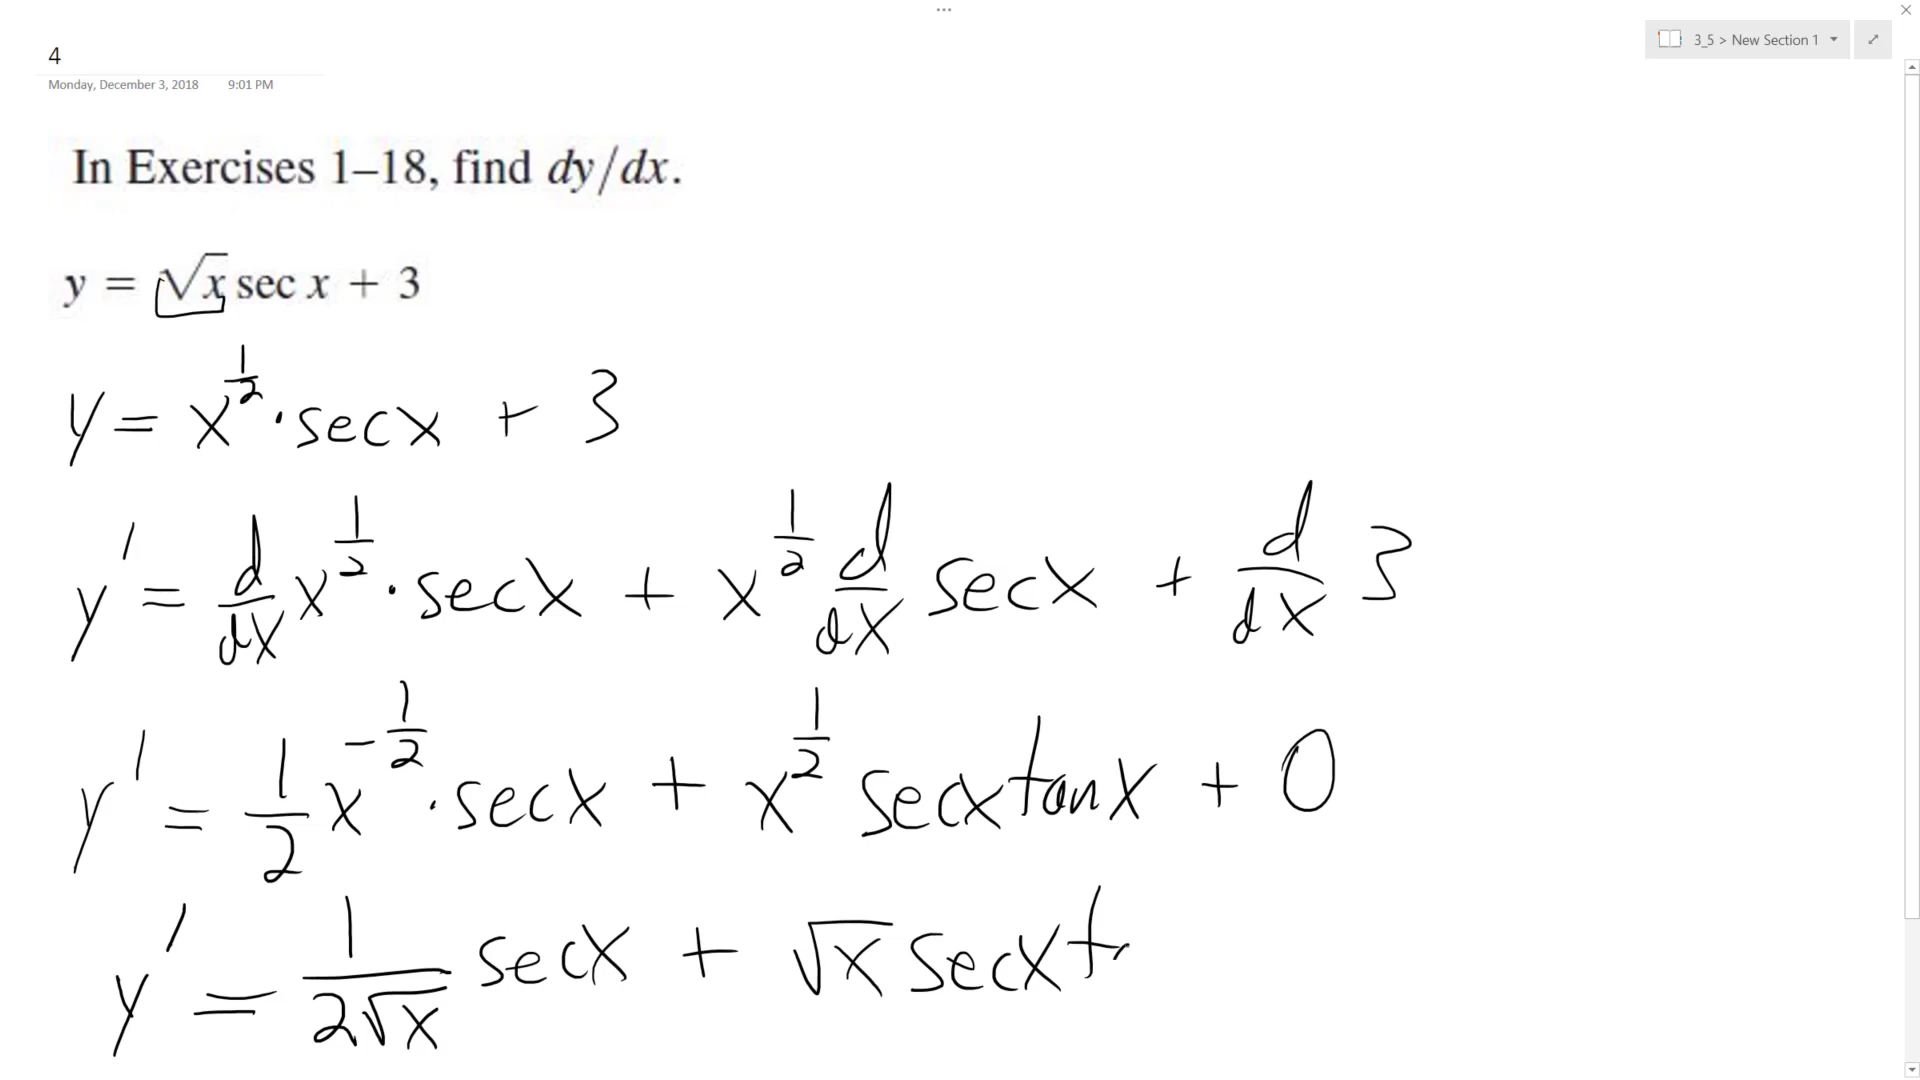 ...
3_5 > New Section 1
4
Monday, December 3, 2018 9:01 PM
In Exercises 1–18, find dy/dx.
y = √x sec x + 3
y = x^(1/2) · secx + 3
y' = d/dx x^(1/2) · secx + x^(1/2) d/dx secx + d/dx 3
y' = 1/2 x^(-1/2) · secx + x^(1/2) secxtanx + 0
y' = 1/(2√x) secx + √x secxt